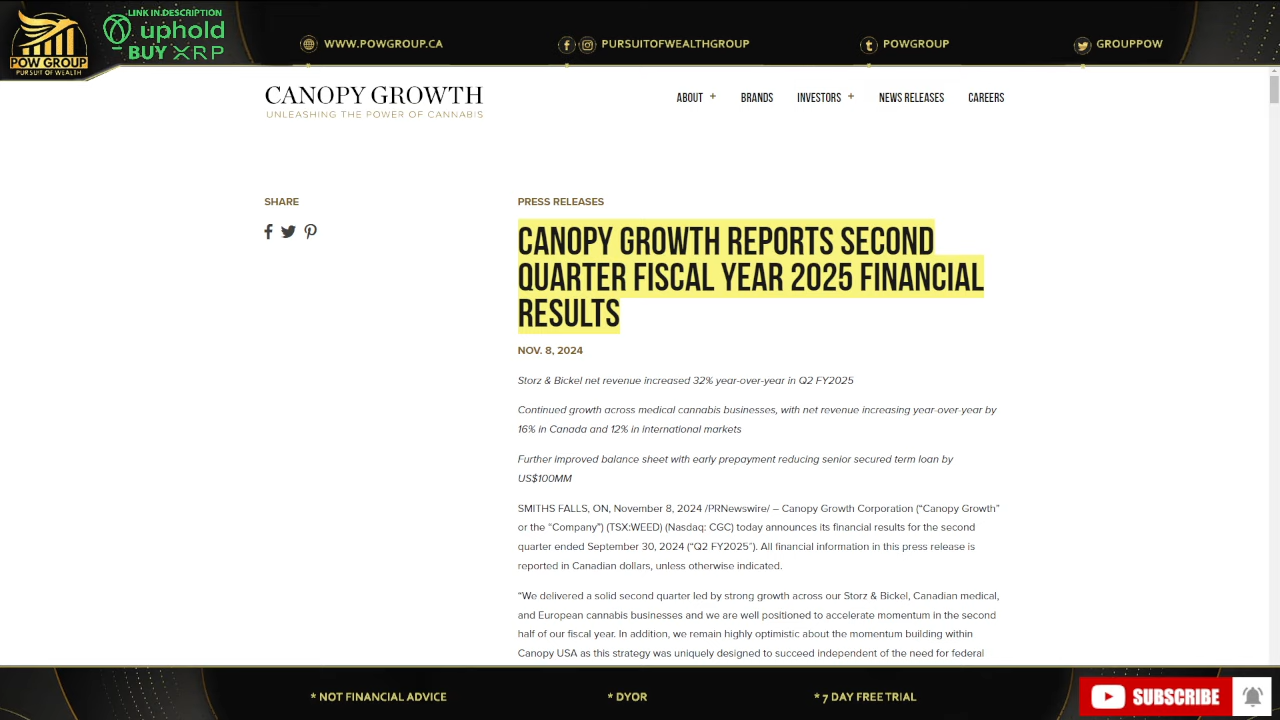 LINK IN DESCRIPTION
uphold
BUY XRP
POW GROUP
PURSUIT OF WEALTH
WWW.POWGROUP.CA
PURSUITOFWEALTHGROUP
POWGROUP
GROUPPOW
CANOPY GROWTH
UNLEASHING THE POWER OF CANNABIS
ABOUT +
BRANDS
INVESTORS +
NEWS RELEASES
CAREERS
SHARE
PRESS RELEASES
CANOPY GROWTH REPORTS SECOND
QUARTER FISCAL YEAR 2025 FINANCIAL
RESULTS
NOV. 8, 2024
Storz & Bickel net revenue increased 32% year-over-year in Q2 FY2025
Continued growth across medical cannabis businesses, with net revenue increasing year-over-year by
16% in Canada and 12% in international markets
Further improved balance sheet with early prepayment reducing senior secured term loan by
US$100MM
SMITHS FALLS, ON, November 8, 2024 /PRNewswire/ – Canopy Growth Corporation (“Canopy Growth”
or the “Company”) (TSX:WEED) (Nasdaq: CGC) today announces its financial results for the second
quarter ended September 30, 2024 (“Q2 FY2025”). All financial information in this press release is
reported in Canadian dollars, unless otherwise indicated.
“We delivered a solid second quarter led by strong growth across our Storz & Bickel, Canadian medical,
and European cannabis businesses and we are well positioned to accelerate momentum in the second
half of our fiscal year. In addition, we remain highly optimistic about the momentum building within
Canopy USA as this strategy was uniquely designed to succeed independent of the need for federal
* NOT FINANCIAL ADVICE
* DYOR
* 7 DAY FREE TRIAL
SUBSCRIBE